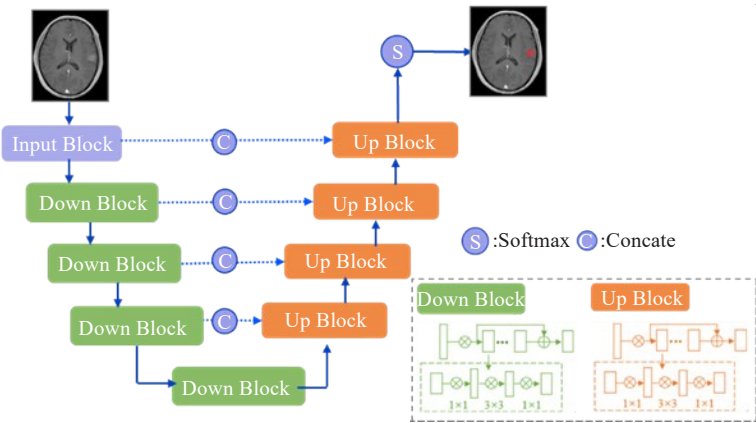 S
Input Block
C
Up Block
Down Block
C
Up Block
S :Softmax C :Concate
Down Block
C
Up Block
Down Block
C
Up Block
Down Block
Down Block
Up Block
1×1 3×3 1×1
1×1 3×3 1×1